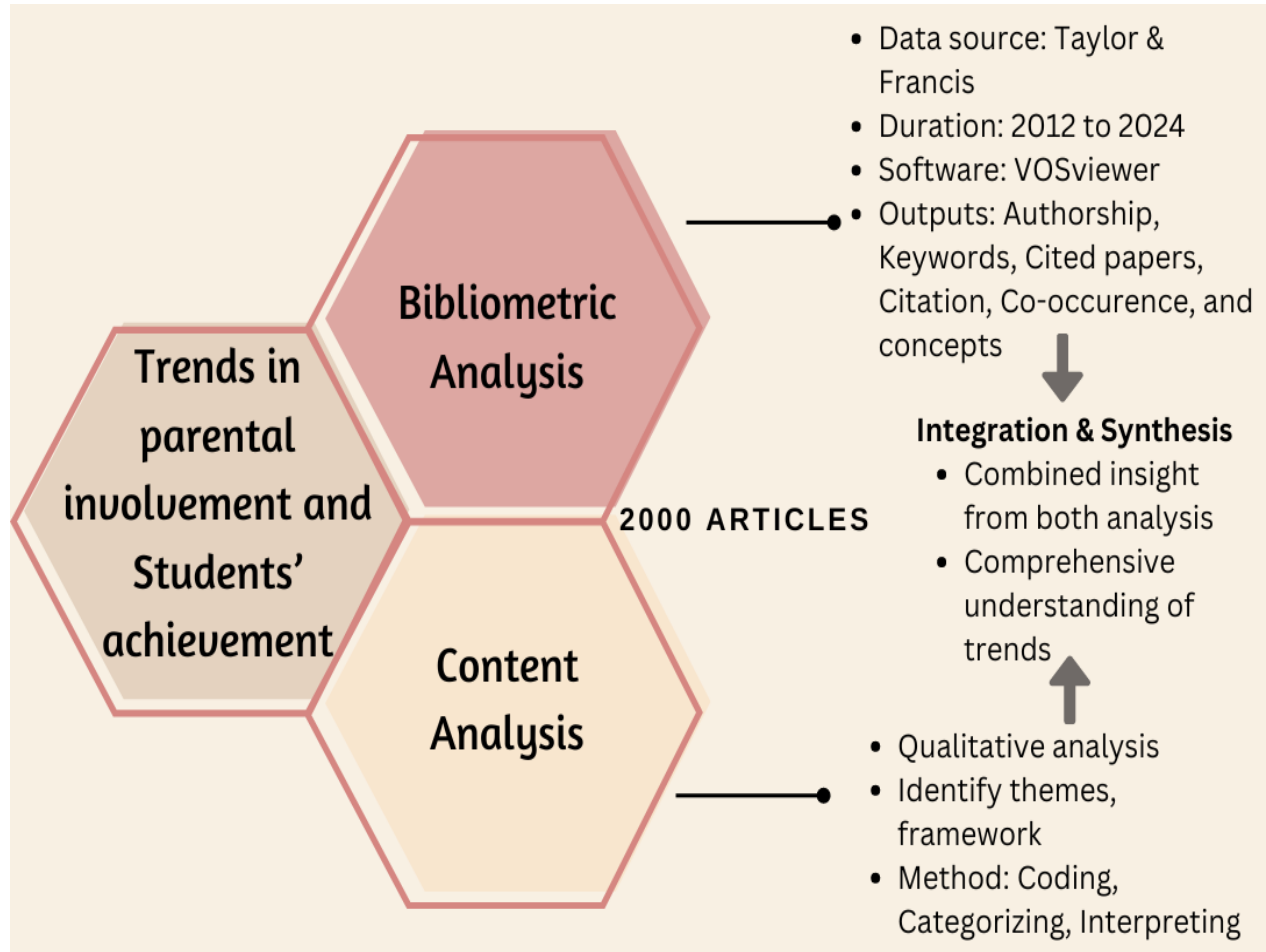 Trends in
parental
involvement and
Students’
achievement
Bibliometric
Analysis
Content
Analysis
2000 ARTICLES
• Data source: Taylor &
Francis
• Duration: 2012 to 2024
• Software: VOSviewer
• Outputs: Authorship,
Keywords, Cited papers,
Citation, Co-occurence, and
concepts
Integration & Synthesis
• Combined insight
from both analysis
• Comprehensive
understanding of
trends
• Qualitative analysis
• Identify themes,
framework
• Method: Coding,
Categorizing, Interpreting